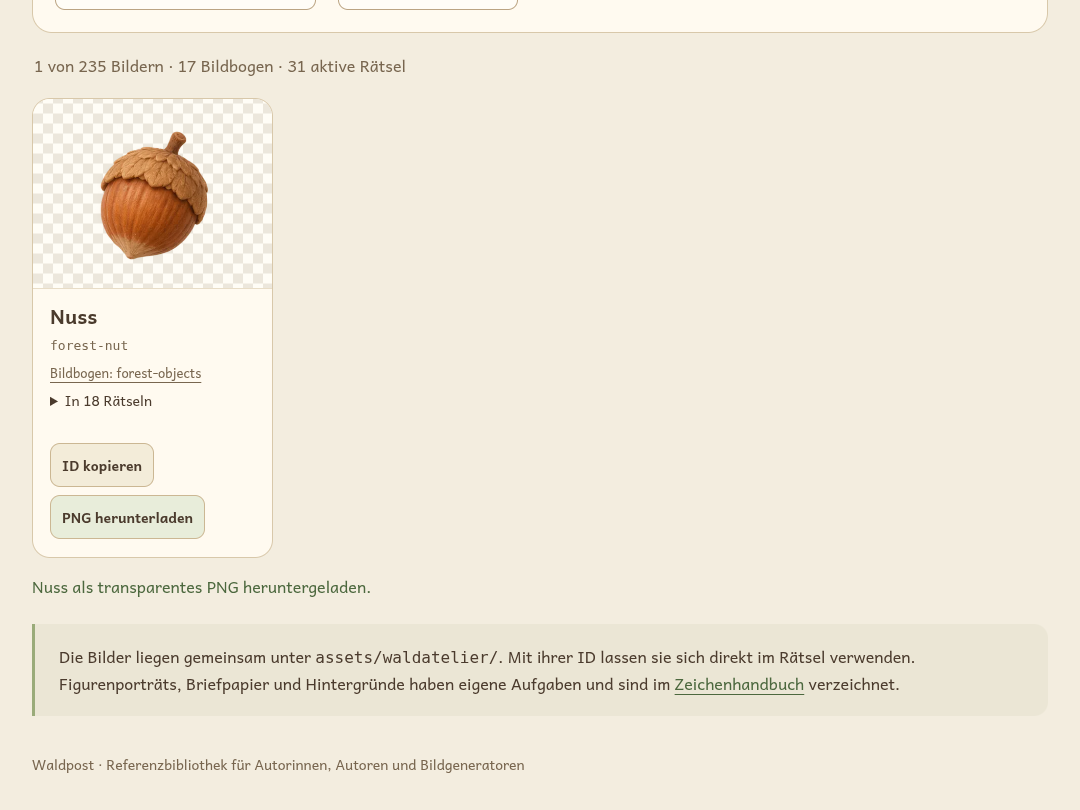 1 von 235 Bildern · 17 Bildbogen · 31 aktive Rätsel
Nuss
forest-nut
Bildbogen: forest-objects
▶ In 18 Rätseln
ID kopieren
PNG herunterladen
Nuss als transparentes PNG heruntergeladen.
Die Bilder liegen gemeinsam unter assets/waldatelier/. Mit ihrer ID lassen sie sich direkt im Rätsel verwenden.
Figurenporträts, Briefpapier und Hintergründe haben eigene Aufgaben und sind im Zeichenhandbuch verzeichnet.
Waldpost · Referenzbibliothek für Autorinnen, Autoren und Bildgeneratoren